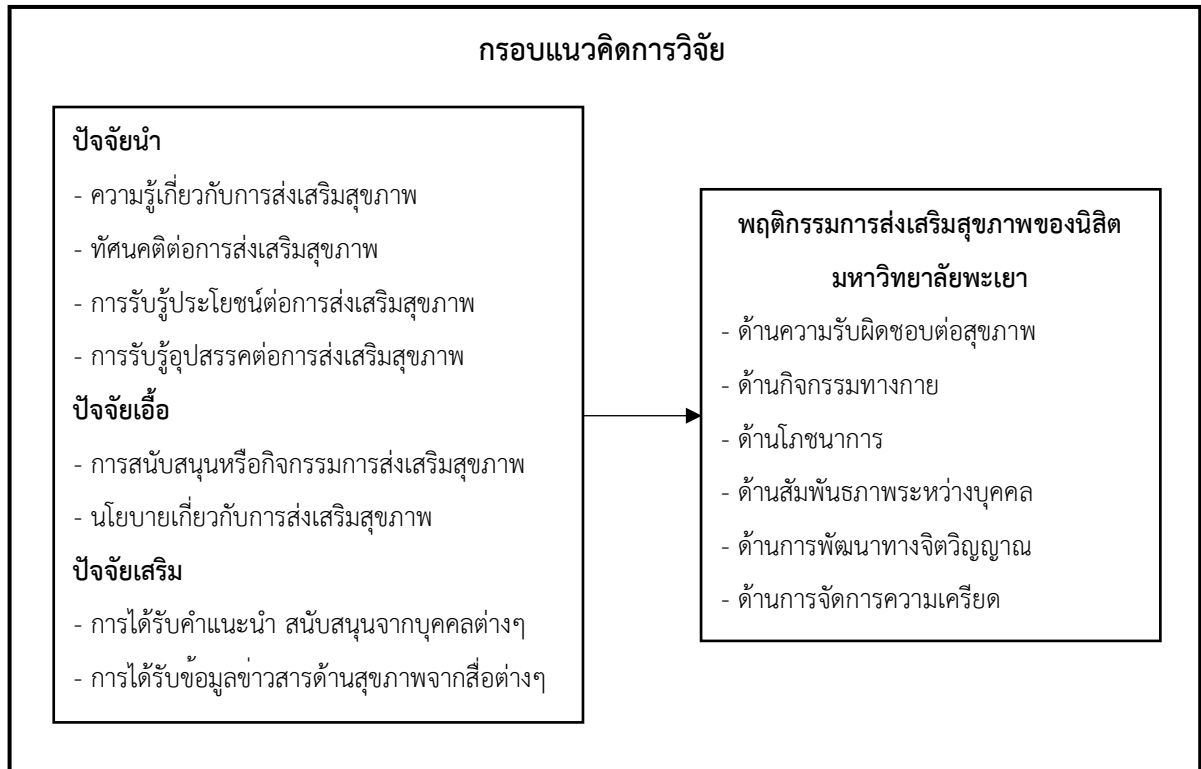 กรอบแนวคิดการวิจัย
ปัจจัยนำ
- ความรู้เกี่ยวกับการส่งเสริมสุขภาพ
- ทัศนคติต่อการส่งเสริมสุขภาพ
- การรับรู้ประโยชน์ต่อการส่งเสริมสุขภาพ
- การรับรู้อุปสรรคต่อการส่งเสริมสุขภาพ
ปัจจัยเอื้อ
- การสนับสนุนหรือกิจกรรมการส่งเสริมสุขภาพ
- นโยบายเกี่ยวกับการส่งเสริมสุขภาพ
ปัจจัยเสริม
- การได้รับคำแนะนำ สนับสนุนจากบุคคลต่างๆ
- การได้รับข้อมูลข่าวสารด้านสุขภาพจากสื่อต่างๆ
พฤติกรรมการส่งเสริมสุขภาพของนิสิต
มหาวิทยาลัยพะเยา
- ด้านความรับผิดชอบต่อสุขภาพ
- ด้านกิจกรรมทางกาย
- ด้านโภชนาการ
- ด้านสัมพันธภาพระหว่างบุคคล
- ด้านการพัฒนาทางจิตวิญญาณ
- ด้านการจัดการความเครียด